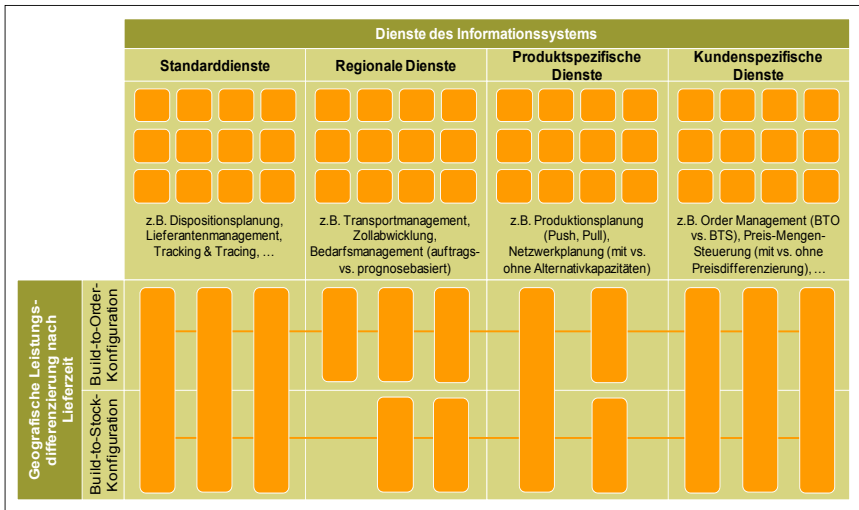 Dienste des Informationssystems
Standarddienste
Regionale Dienste
Produktspezifische
Dienste
Kundenspezifische
Dienste
z.B. Dispositionsplanung,
Lieferantenmanagement,
Tracking & Tracing, …
z.B. Transportmanagement,
Zollabwicklung,
Bedarfsmanagement (auftrags-
vs. prognosebasiert)
z.B. Produktionsplanung
(Push, Pull),
Netzwerkplanung (mit vs.
ohne Alternativkapazitäten)
z.B. Order Management (BTO
vs. BTS), Preis-Mengen-
Steuerung (mit vs. ohne
Preisdifferenzierung), …
Geografische Leistungs-
differenzierung nach
Lieferzeit
Build-to-Order-
Konfiguration
Build-to-Stock-
Konfiguration